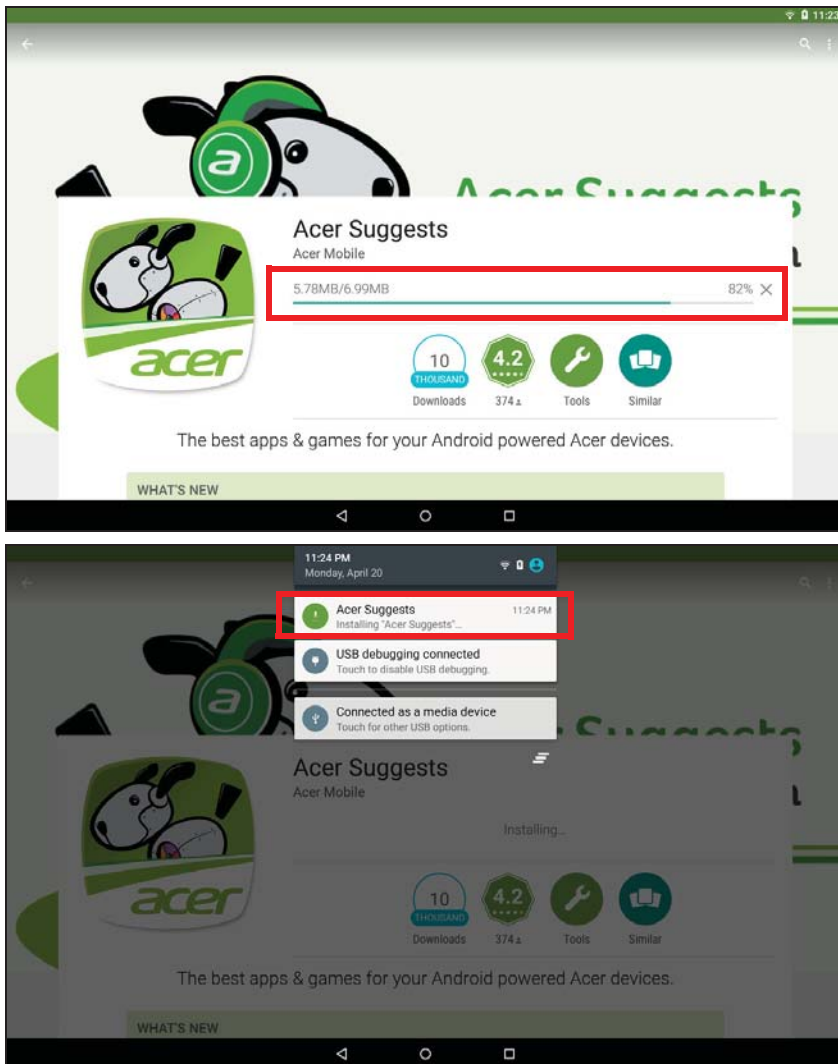 11:23
a
Acer Suggests
Acer Suggests
Acer Mobile
5.78MB/6.99MB 82%
acer
10
THOUSAND
4.2
Downloads 374 Tools Similar
The best apps & games for your Android powered Acer devices.
WHAT'S NEW
11:24 PM
Monday, April 20
Acer Suggests 11:24 PM
Installing "Acer Suggests"...
USB debugging connected
Touch to disable USB debugging.
a
Connected as a media device
Touch for other USB options.
Acer Suggests
Acer Mobile
Installing...
acer
10
THOUSAND
4.2
Downloads 374 Tools Similar
The best apps & games for your Android powered Acer devices.
WHAT'S NEW